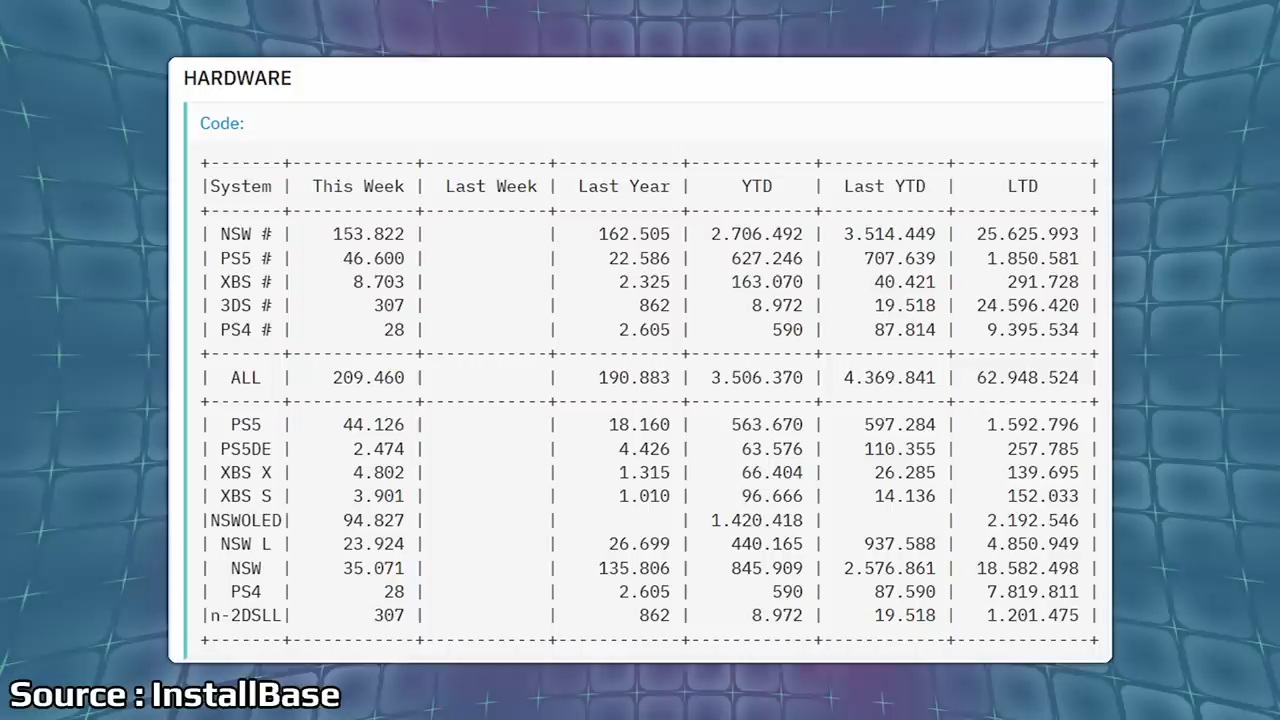 HARDWARE
Code:
+-------+-----------+-----------+-----------+-----------+-----------+------------+
|System | This Week | Last Week | Last Year | YTD | Last YTD | LTD |
+-------+-----------+-----------+-----------+-----------+-----------+------------+
| NSW # | 153.822 | | 162.505 | 2.706.492 | 3.514.449 | 25.625.993 |
| PS5 # | 46.600 | | 22.586 | 627.246 | 707.639 | 1.850.581 |
| XBS # | 8.703 | | 2.325 | 163.070 | 40.421 | 291.728 |
| 3DS # | 307 | | 862 | 8.972 | 19.518 | 24.596.420 |
| PS4 # | 28 | | 2.605 | 590 | 87.814 | 9.395.534 |
+-------+-----------+-----------+-----------+-----------+-----------+------------+
| ALL | 209.460 | | 190.883 | 3.506.370 | 4.369.841 | 62.948.524 |
+-------+-----------+-----------+-----------+-----------+-----------+------------+
| PS5 | 44.126 | | 18.160 | 563.670 | 597.284 | 1.592.796 |
| PS5DE | 2.474 | | 4.426 | 63.576 | 110.355 | 257.785 |
| XBS X | 4.802 | | 1.315 | 66.404 | 26.285 | 139.695 |
| XBS S | 3.901 | | 1.010 | 96.666 | 14.136 | 152.033 |
|NSWOLED| 94.827 | | | 1.420.418 | | 2.192.546 |
| NSW L | 23.924 | | 26.699 | 440.165 | 937.588 | 4.850.949 |
| NSW | 35.071 | | 135.806 | 845.909 | 2.576.861 | 18.582.498 |
| PS4 | 28 | | 2.605 | 590 | 87.590 | 7.819.811 |
|n-2DSLL| 307 | | 862 | 8.972 | 19.518 | 1.201.475 |
+-------+-----------+-----------+-----------+-----------+-----------+------------+
Source : InstallBase